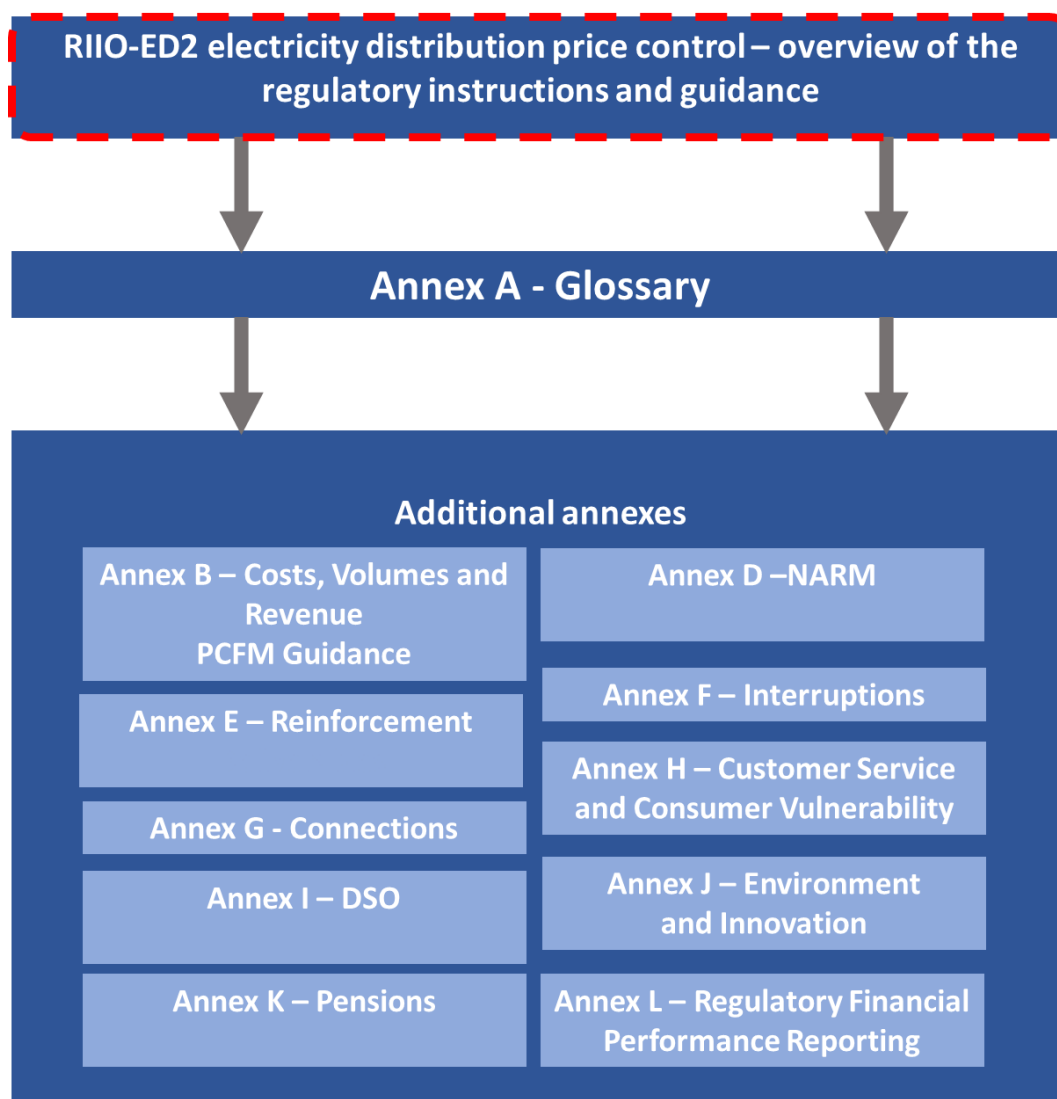 RIIO-ED2 electricity distribution price control – overview of the
regulatory instructions and guidance
Annex A - Glossary
Additional annexes
Annex B – Costs, Volumes and
Revenue
PCFM Guidance
Annex D –NARM
Annex E – Reinforcement
Annex F – Interruptions
Annex G - Connections
Annex H – Customer Service
and Consumer Vulnerability
Annex I – DSO
Annex J – Environment
and Innovation
Annex K – Pensions
Annex L – Regulatory Financial
Performance Reporting